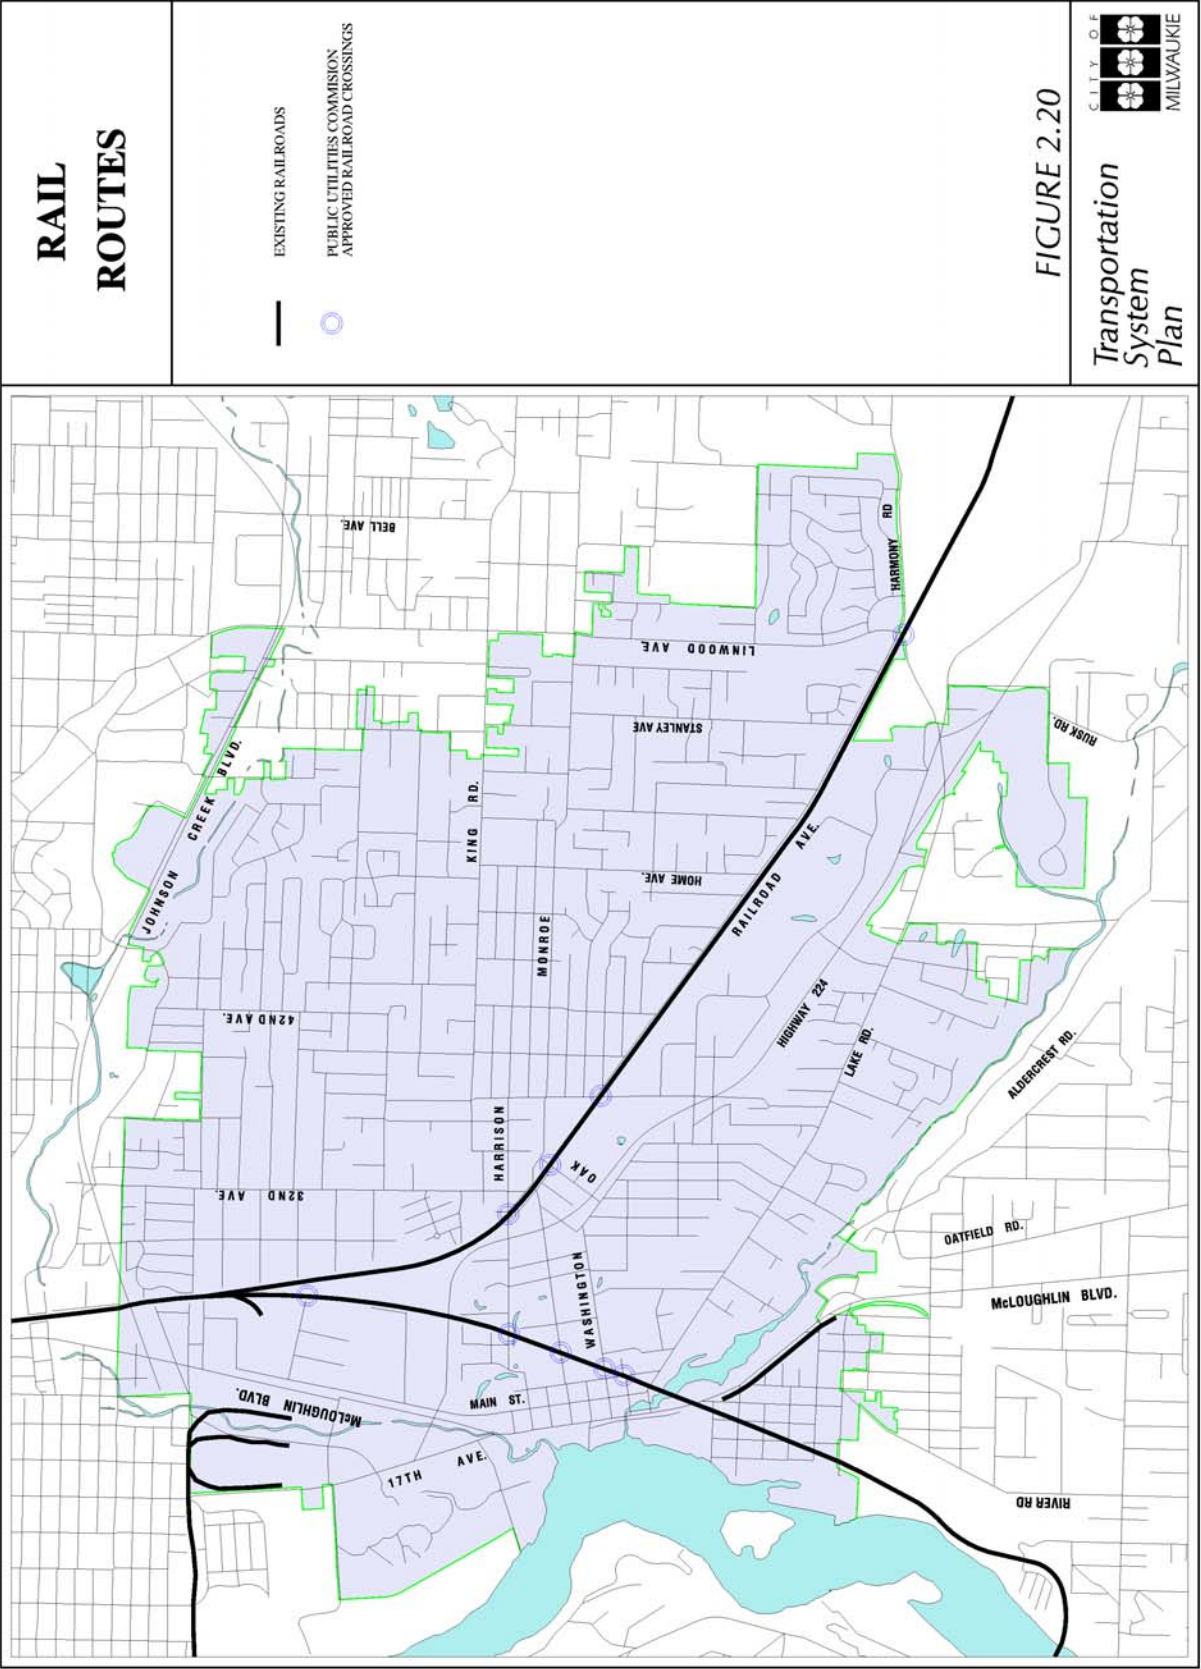 RAIL
ROUTES
EXISTING RAILROADS
PUBLIC UTILITIES COMMISION
APPROVED RAILROAD CROSSINGS
FIGURE 2.20
Transportation
System
Plan
CITY OF
MILWAUKIE
BELL AVE.
JOHNSON CREEK BLVD.
LINWOOD AVE.
HARMONY RD
STANLEY AVE
RUSK RD.
KING RD.
HOME AVE.
RAILROAD AVE.
MONROE
42ND AVE.
HIGHWAY 224
LAKE RD.
ALDERCREST RD.
HARRISON
OAK
32ND AVE.
OATFIELD RD.
WASHINGTON
McLOUGHLIN BLVD.
McLOUGHLIN BLVD.
MAIN ST.
17TH AVE.
RIVER RD